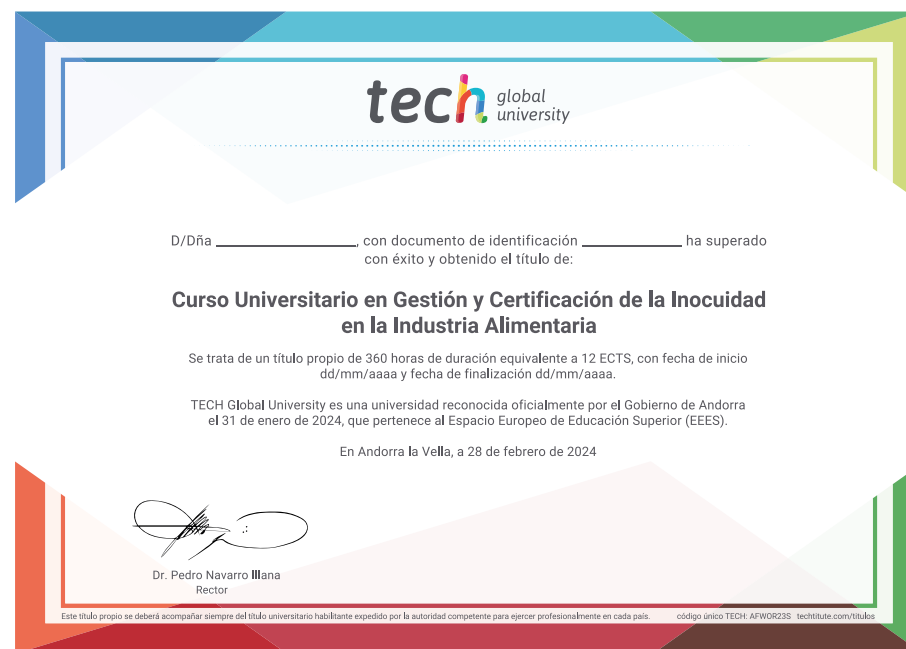 tech global university
D/Dña ______________, con documento de identificación __________ ha superado
con éxito y obtenido el título de:
Curso Universitario en Gestión y Certificación de la Inocuidad
en la Industria Alimentaria
Se trata de un título propio de 360 horas de duración equivalente a 12 ECTS, con fecha de inicio
dd/mm/aaaa y fecha de finalización dd/mm/aaaa.
TECH Global University es una universidad reconocida oficialmente por el Gobierno de Andorra
el 31 de enero de 2024, que pertenece al Espacio Europeo de Educación Superior (EEES).
En Andorra la Vella, a 28 de febrero de 2024
Dr. Pedro Navarro Illana
Rector
Este título propio se deberá acompañar siempre del título universitario habilitante expedido por la autoridad competente para ejercer profesionalmente en cada país. código único TECH: AFWOR23S techtitute.com/titulos